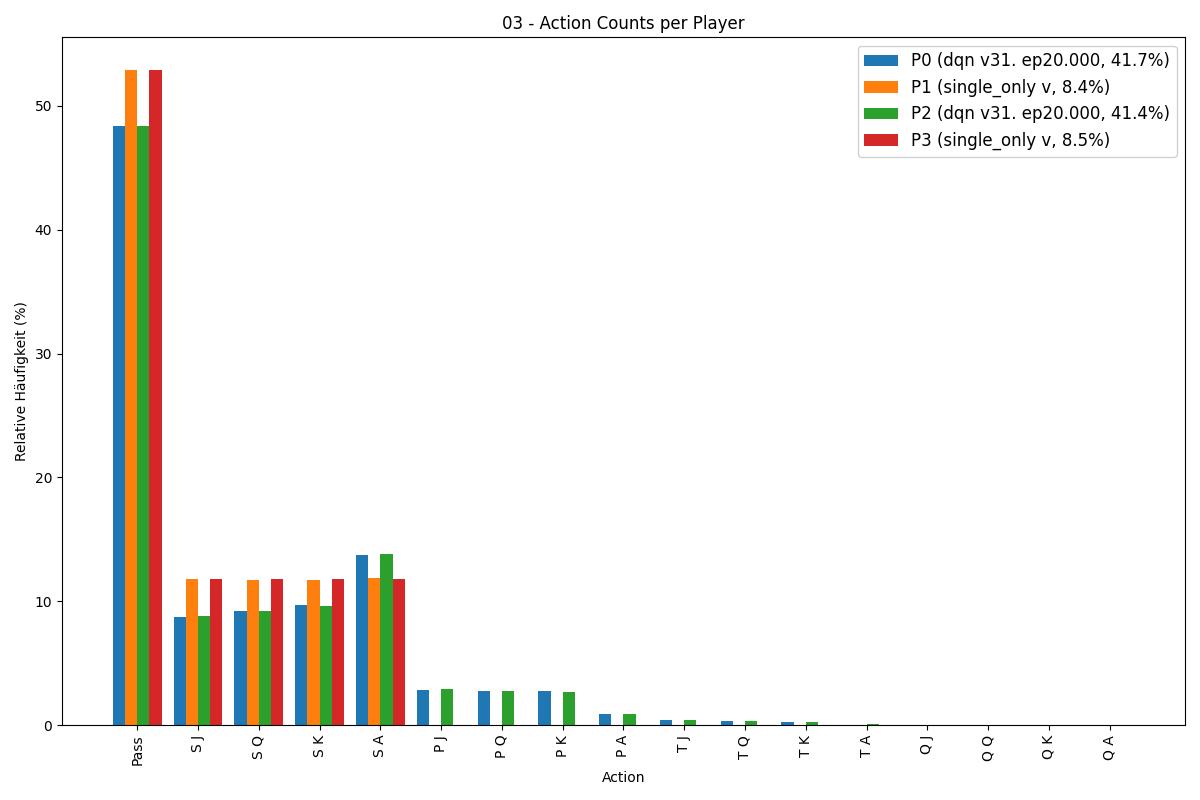 03 - Action Counts per Player
P0 (dqn v31. ep20.000, 41.7%)
P1 (single_only v, 8.4%)
P2 (dqn v31. ep20.000, 41.4%)
P3 (single_only v, 8.5%)
Relative Häufigkeit (%)
50
40
30
20
10
0
Pass
S J
S Q
S K
S A
P J
P Q
P K
P A
T J
T Q
T K
T A
Q J
Q Q
Q K
Q A
Action